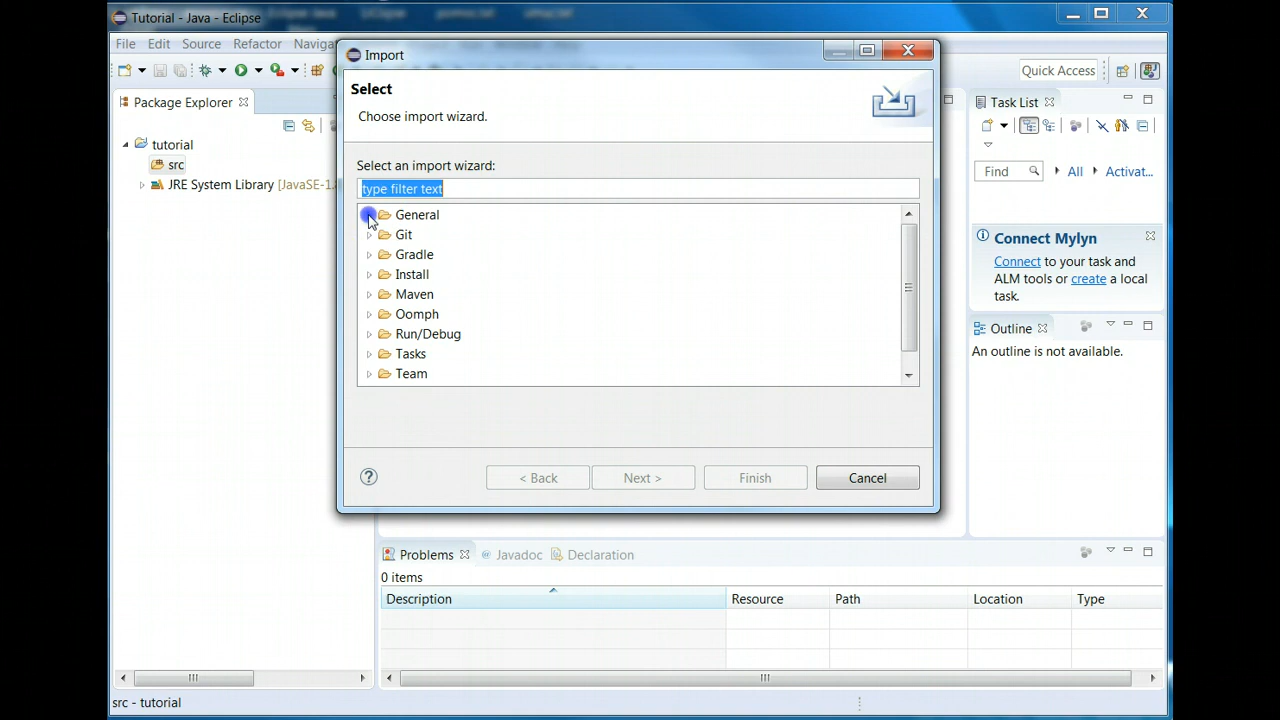 Tutorial - Java - Eclipse
File Edit Source Refactor Naviga
Quick Access
Package Explorer
tutorial
src
JRE System Library [JavaSE-1.8
Import
Select
Choose import wizard.
Select an import wizard:
type filter text
General
Git
Gradle
Install
Maven
Oomph
Run/Debug
Tasks
Team
< Back Next > Finish Cancel
Task List
Find All Activat...
Connect Mylyn
Connect to your task and
ALM tools or create a local
task.
Outline
An outline is not available.
Problems @ Javadoc Declaration
0 items
Description Resource Path Location Type
src - tutorial